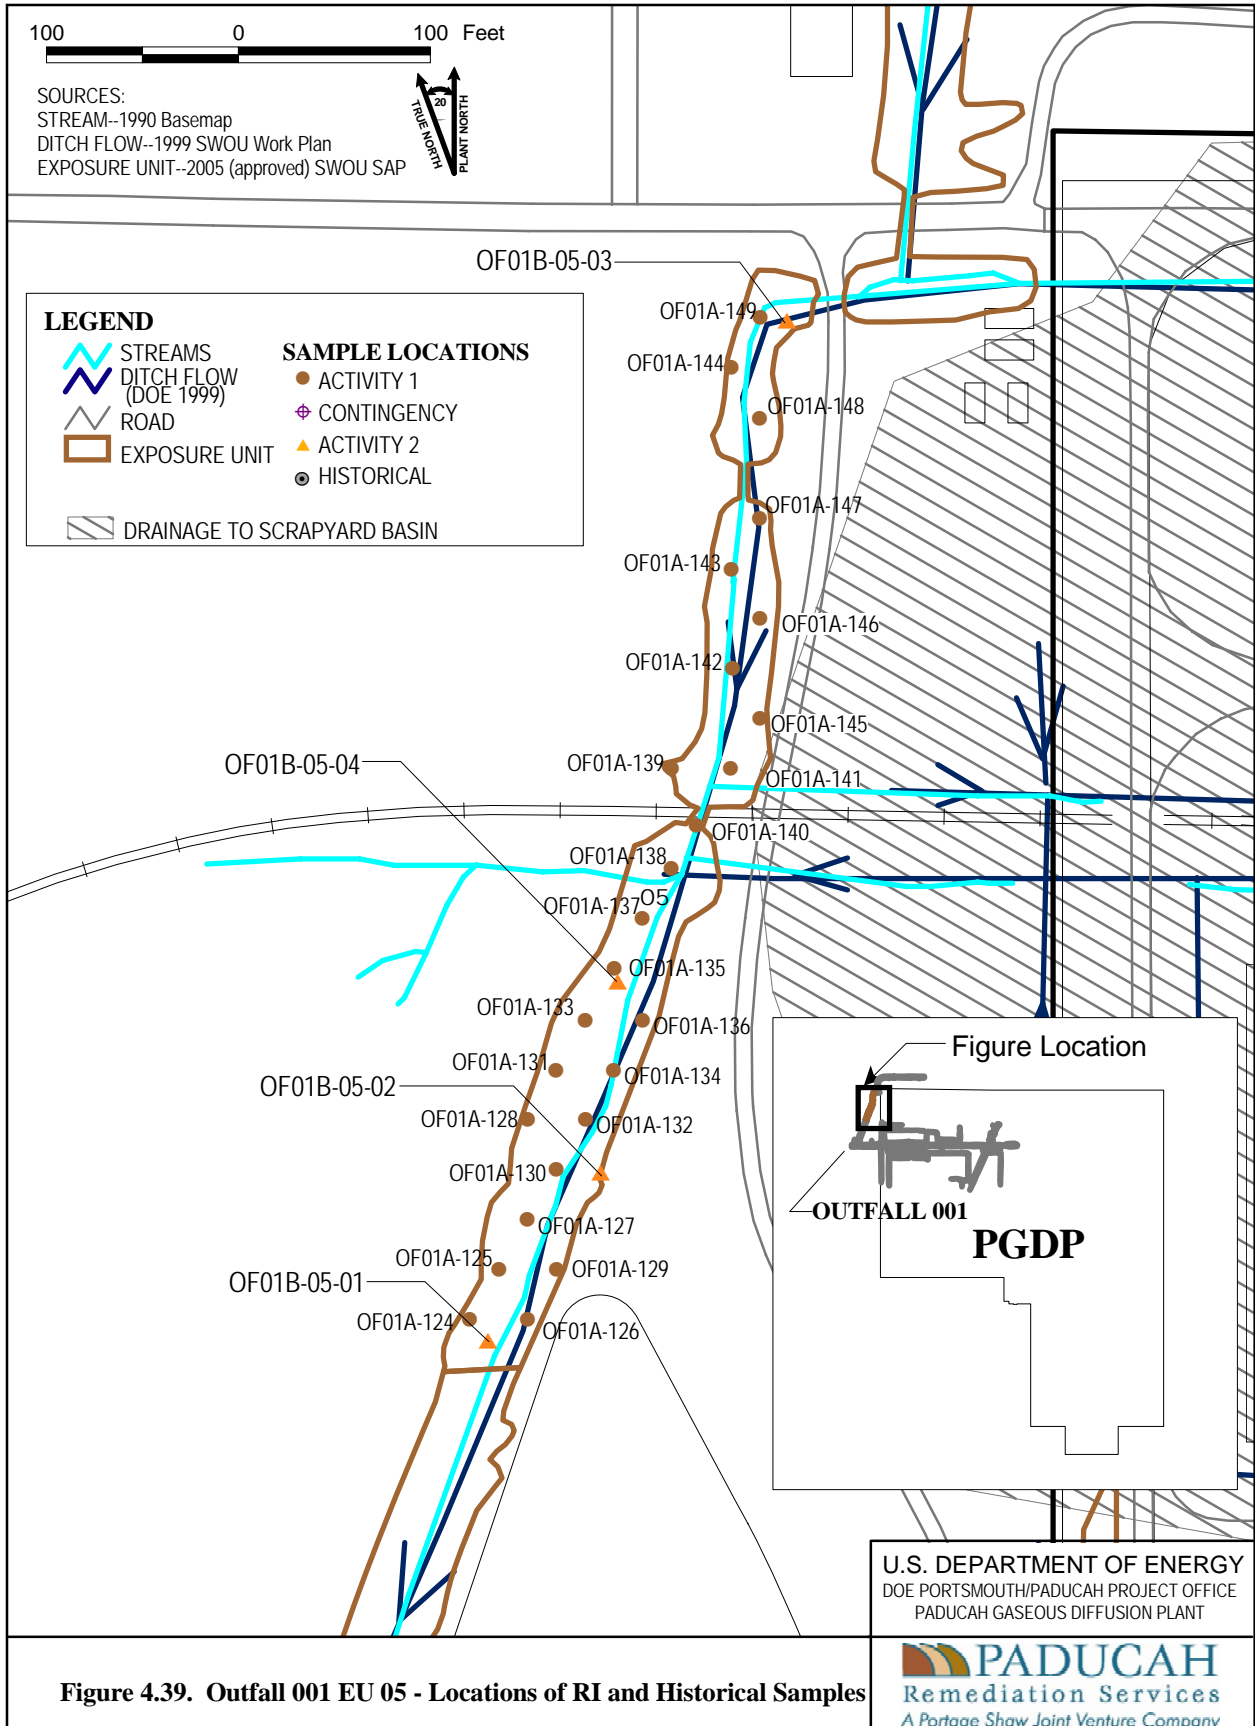 100 0 100 Feet
SOURCES:
STREAM--1990 Basemap
DITCH FLOW--1999 SWOU Work Plan
EXPOSURE UNIT--2005 (approved) SWOU SAP
20
TRUE NORTH
PLANT NORTH
OF01B-05-03
LEGEND
STREAMS
DITCH FLOW
(DOE 1999)
ROAD
EXPOSURE UNIT
SAMPLE LOCATIONS
ACTIVITY 1
CONTINGENCY
ACTIVITY 2
HISTORICAL
DRAINAGE TO SCRAPYARD BASIN
OF01A-149
OF01A-144
OF01A-148
OF01A-147
OF01A-143
OF01A-146
OF01A-142
OF01A-145
OF01B-05-04
OF01A-139
OF01A-141
OF01A-140
OF01A-138
05
OF01A-137
OF01A-135
OF01A-133
OF01A-136
OF01A-131
OF01A-134
OF01B-05-02
OF01A-128
OF01A-132
OF01A-130
OF01A-127
OF01A-125
OF01A-129
OF01B-05-01
OF01A-124
OF01A-126
Figure Location
OUTFALL 001
PGDP
U.S. DEPARTMENT OF ENERGY
DOE PORTSMOUTH/PADUCAH PROJECT OFFICE
PADUCAH GASEOUS DIFFUSION PLANT
Figure 4.39. Outfall 001 EU 05 - Locations of RI and Historical Samples
PADUCAH
Remediation Services
A Portage Shaw Joint Venture Company